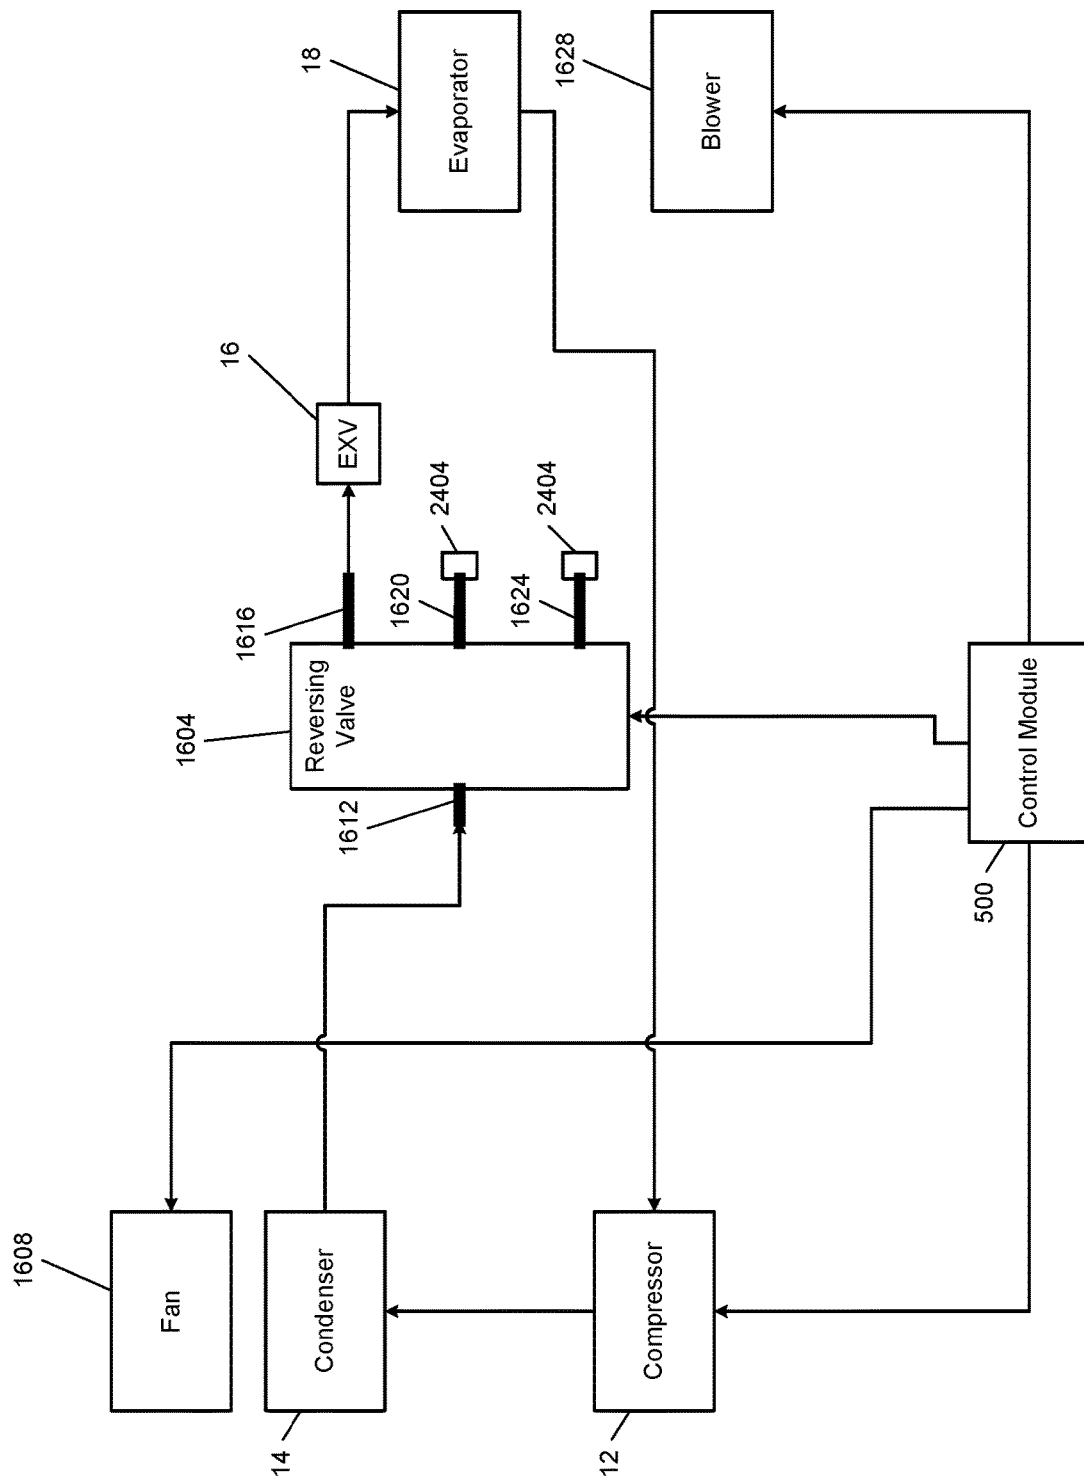 1608
Fan
14
Condenser
12
Compressor
1604
Reversing
Valve
1612
1616
1620
1624
2404
2404
16
EXV
18
Evaporator
1628
Blower
500
Control Module